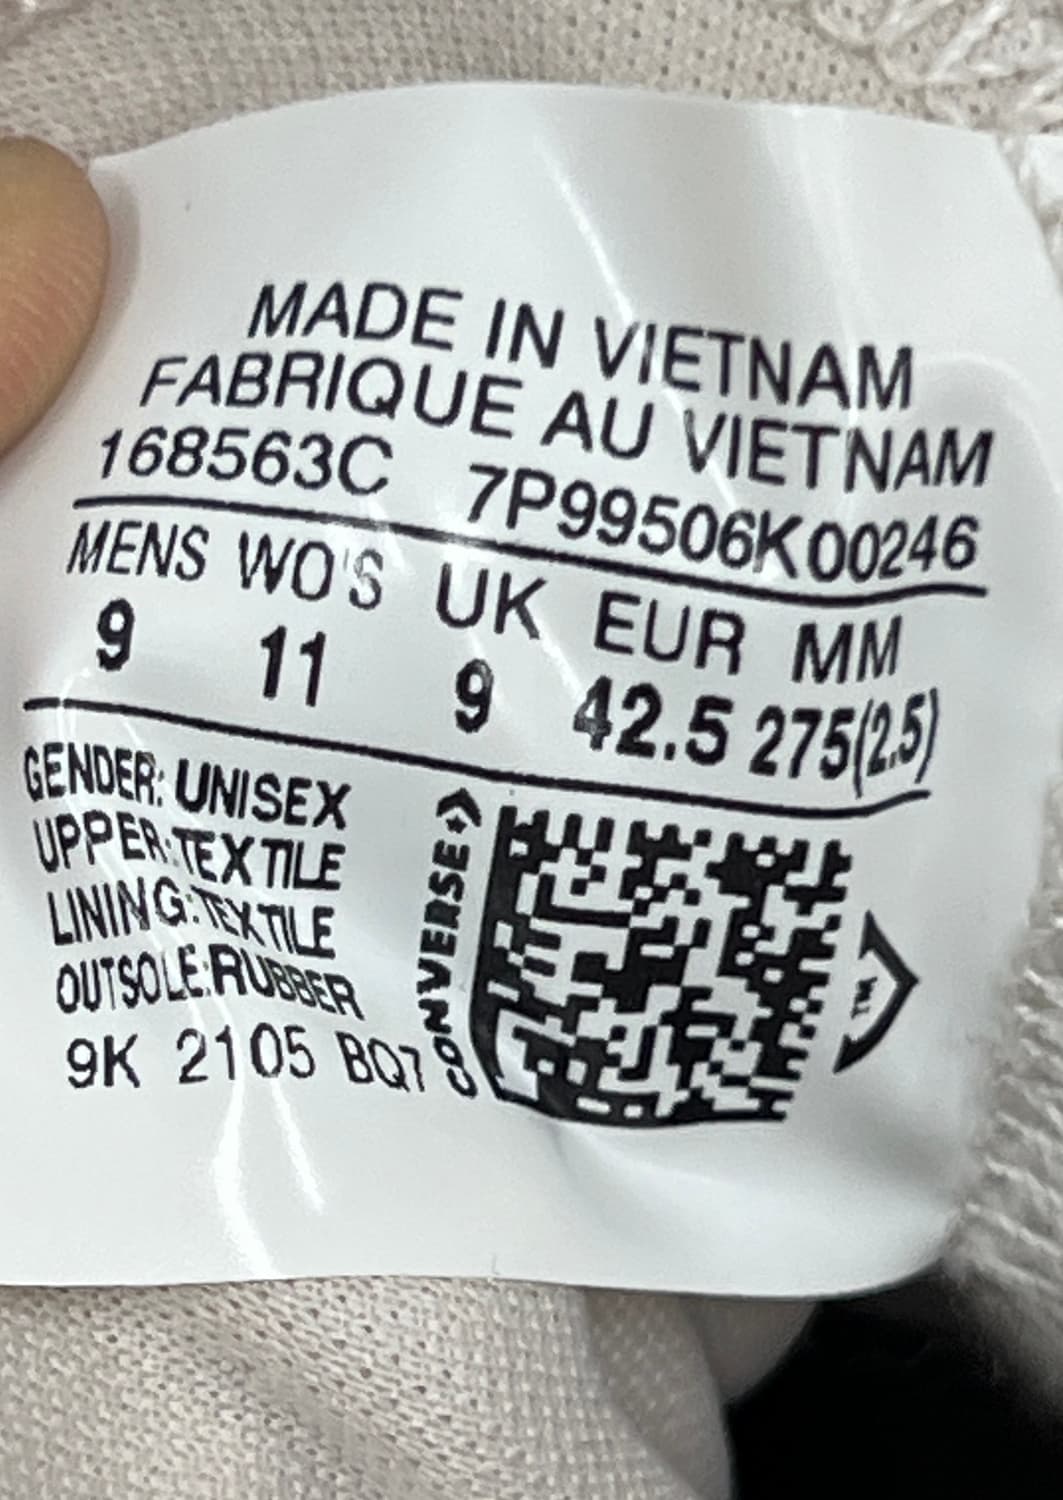 MADE IN VIETNAM
FABRIQUE AU VIETNAM
168563C 7P99506K00246
MENS WO'S UK EUR MM
9 11 9 42.5 275(2.5)
GENDER: UNISEX
UPPER:TEXTILE
LINING:TEXTILE
OUTSOLE:RUBBER
9K 2105 BQ7
CONVERSE
TM